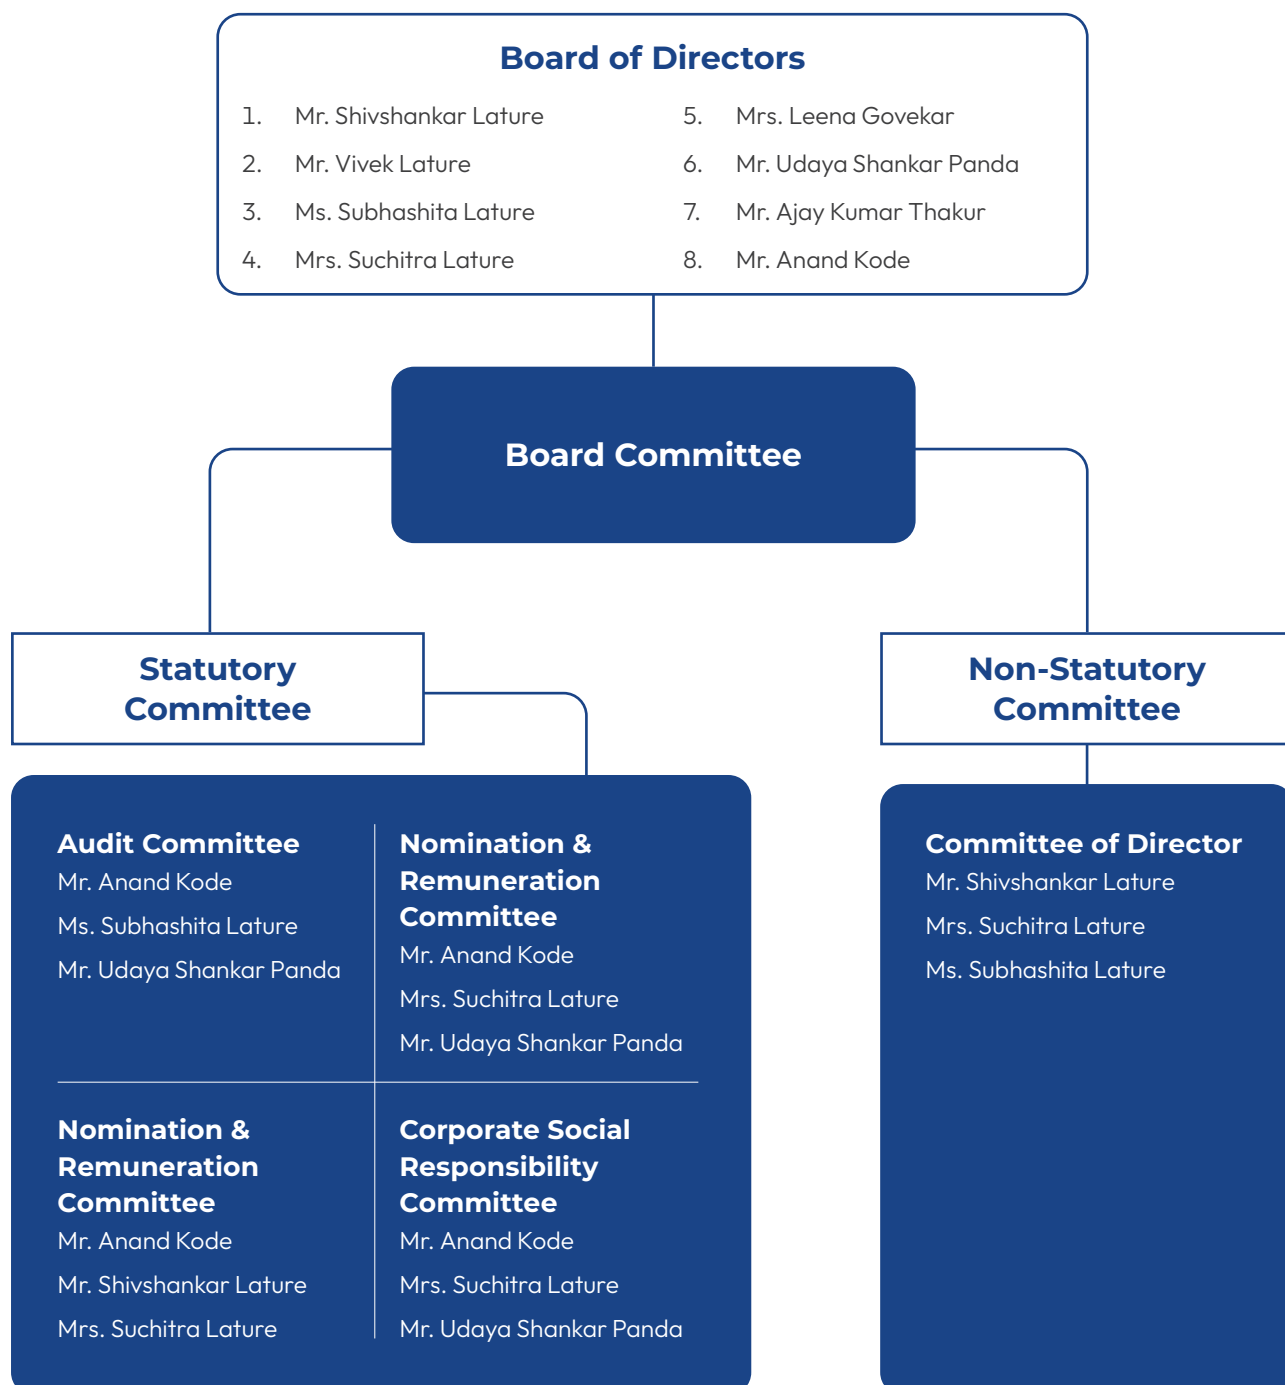 Board of Directors
1. Mr. Shivshankar Lature
2. Mr. Vivek Lature
3. Ms. Subhashita Lature
4. Mrs. Suchitra Lature
5. Mrs. Leena Govekar
6. Mr. Udaya Shankar Panda
7. Mr. Ajay Kumar Thakur
8. Mr. Anand Kode
Board Committee
Statutory
Committee
Audit Committee
Mr. Anand Kode
Ms. Subhashita Lature
Mr. Udaya Shankar Panda
Nomination &
Remuneration
Committee
Mr. Anand Kode
Mrs. Suchitra Lature
Mr. Udaya Shankar Panda
Nomination &
Remuneration
Committee
Mr. Anand Kode
Mr. Shivshankar Lature
Mrs. Suchitra Lature
Corporate Social
Responsibility
Committee
Mr. Anand Kode
Mrs. Suchitra Lature
Mr. Udaya Shankar Panda
Non-Statutory
Committee
Committee of Director
Mr. Shivshankar Lature
Mrs. Suchitra Lature
Ms. Subhashita Lature